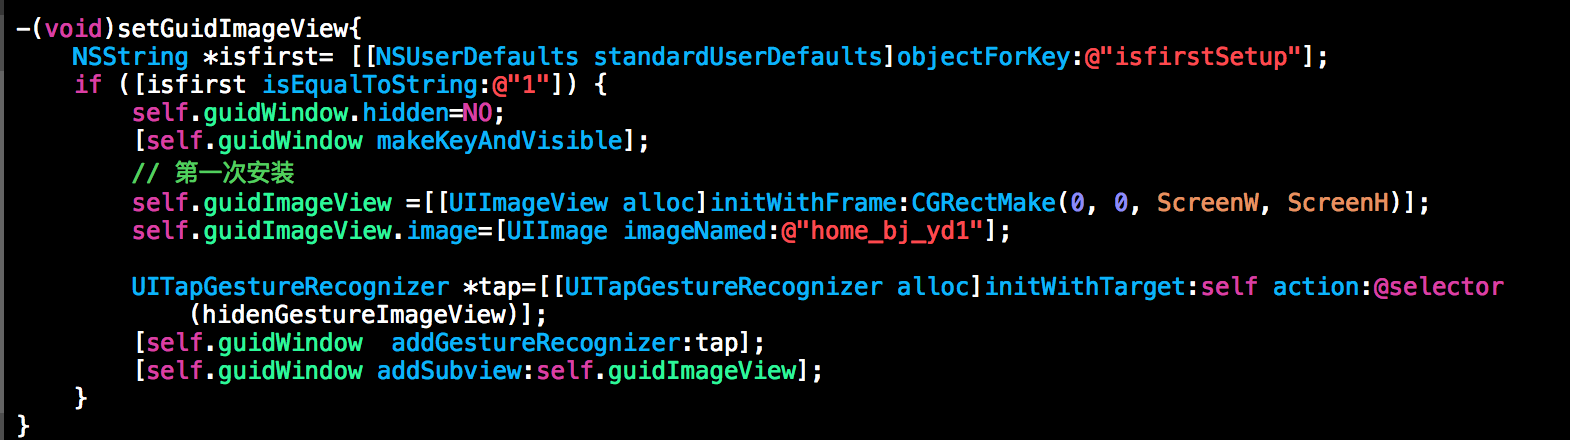 -(void)setGuidImageView{
    NSString *isfirst= [[NSUserDefaults standardUserDefaults]objectForKey:@"isfirstSetup"];
    if ([isfirst isEqualToString:@"1"]) {
        self.guidWindow.hidden=NO;
        [self.guidWindow makeKeyAndVisible];
        // 第一次安装
        self.guidImageView =[[UIImageView alloc]initWithFrame:CGRectMake(0, 0, ScreenW, ScreenH)];
        self.guidImageView.image=[UIImage imageNamed:@"home_bj_yd1"];

        UITapGestureRecognizer *tap=[[UITapGestureRecognizer alloc]initWithTarget:self action:@selector
            (hidenGestureImageView)];
        [self.guidWindow  addGestureRecognizer:tap];
        [self.guidWindow addSubview:self.guidImageView];
    }
}